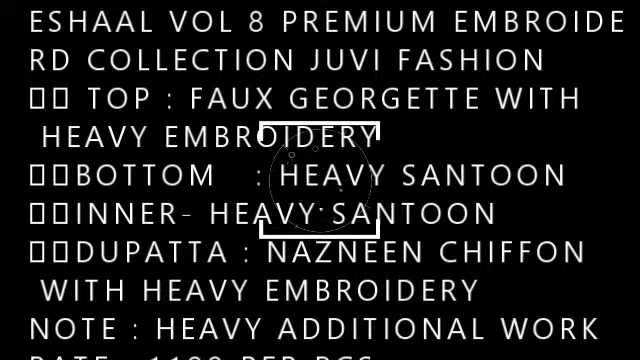 ESHAAL VOL 8 PREMIUM EMBROIDE
RD COLLECTION JUVI FASHION
▯▯ TOP : FAUX GEORGETTE WITH
HEAVY EMBROIDERY
▯▯BOTTOM : HEAVY SANTOON
▯▯INNER- HEAVY SANTOON
▯▯DUPATTA : NAZNEEN CHIFFON
WITH HEAVY EMBROIDERY
NOTE : HEAVY ADDITIONAL WORK